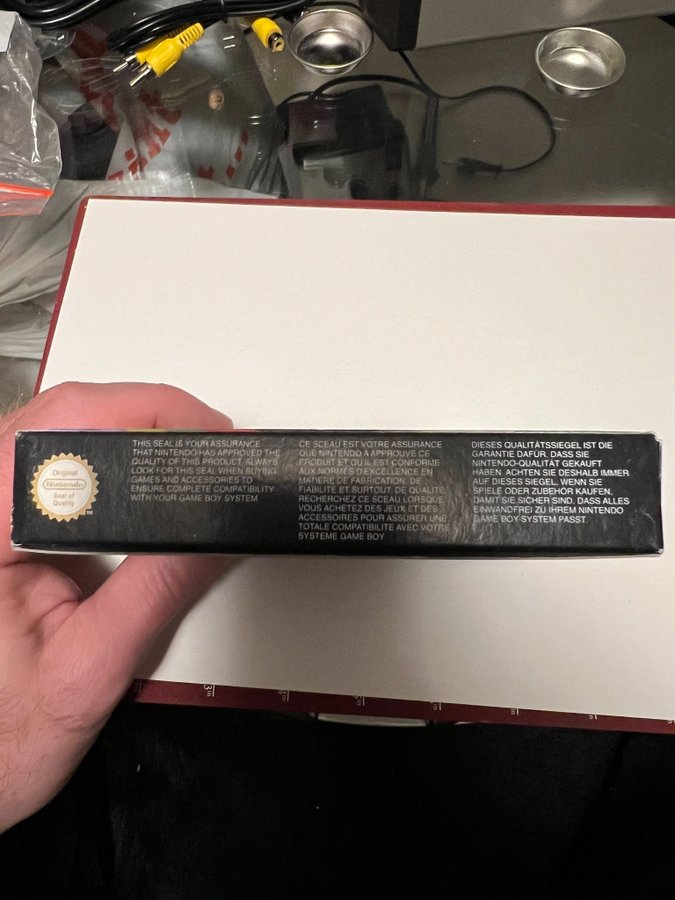 Original
Nintendo
Seal of
Quality
THIS SEAL IS YOUR ASSURANCE
THAT NINTENDO HAS APPROVED THE
QUALITY OF THIS PRODUCT. ALWAYS
LOOK FOR THIS SEAL WHEN BUYING
GAMES AND ACCESSORIES TO
ENSURE COMPLETE COMPATIBILITY
WITH YOUR GAME BOY SYSTEM.
CE SCEAU EST VOTRE ASSURANCE
QUE NINTENDO A APPROUVE CE
PRODUIT ET QU'IL EST CONFORME
AUX NORMES D'EXCELLENCE EN
MATIERE DE FABRICATION, DE
FIABILITE ET SURTOUT, DE QUALITE.
RECHERCHEZ CE SCEAU LORSQUE
VOUS ACHETEZ DES JEUX ET DES
ACCESSOIRES POUR ASSURER UNE
TOTALE COMPATIBILITE AVEC VOTRE
SYSTEME GAME BOY
DIESES QUALITÄTSSIEGEL IST DIE
GARANTIE DAFÜR, DASS SIE
NINTENDO-QUALITÄT GEKAUFT
HABEN. ACHTEN SIE DESHALB IMMER
AUF DIESES SIEGEL, WENN SIE
SPIELE ODER ZUBEHÖR KAUFEN,
DAMIT SIE SICHER SIND, DASS ALLES
EINWANDFREI ZU IHREM NINTENDO
GAME BOY-SYSTEM PASST.